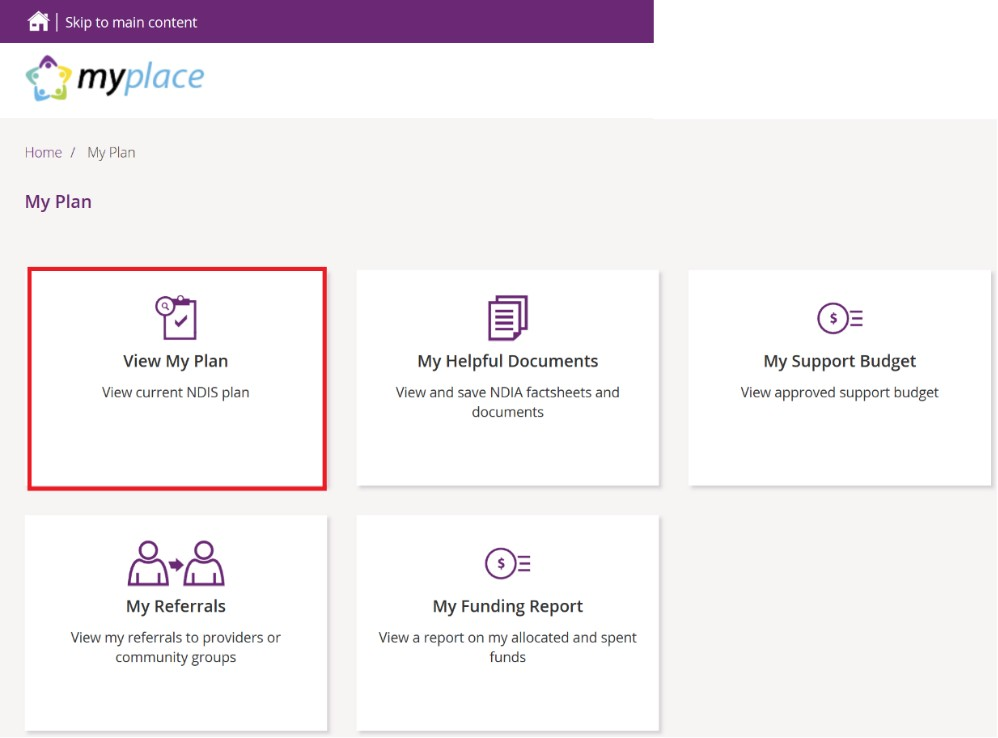 Skip to main content
myplace
Home / My Plan
My Plan
View My Plan
View current NDIS plan
My Helpful Documents
View and save NDIA factsheets and
documents
$
My Support Budget
View approved support budget
My Referrals
View my referrals to providers or
community groups
$
My Funding Report
View a report on my allocated and spent
funds